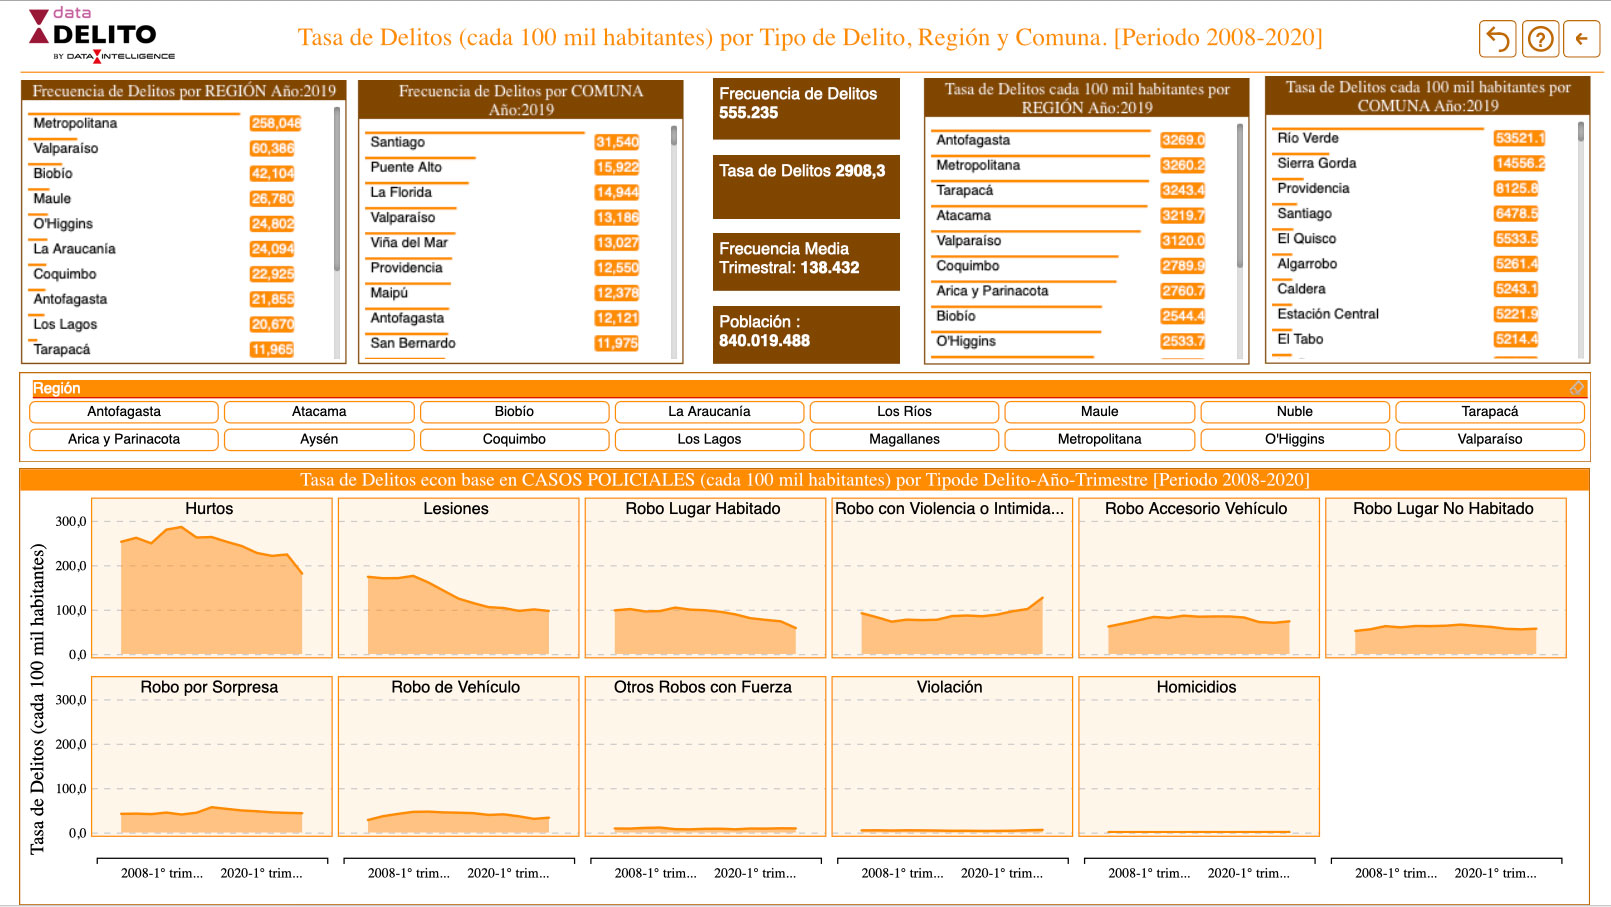 data
DELITO
BY DATA INTELLIGENCE
Tasa de Delitos (cada 100 mil habitantes) por Tipo de Delito, Región y Comuna. [Periodo 2008-2020]
Frecuencia de Delitos por REGIÓN Año:2019
Metropolitana 258,048
Valparaíso 60,386
Biobío 42,104
Maule 26,780
O'Higgins 24,802
La Araucanía 24,094
Coquimbo 22,925
Antofagasta 21,855
Los Lagos 20,670
Tarapacá 11,965
Frecuencia de Delitos por COMUNA
Año:2019
Santiago 31,540
Puente Alto 15,922
La Florida 14,944
Valparaíso 13,186
Viña del Mar 13,027
Providencia 12,550
Maipú 12,378
Antofagasta 12,121
San Bernardo 11,975
Frecuencia de Delitos
555.235
Tasa de Delitos 2908,3
Frecuencia Media
Trimestral: 138.432
Población :
840.019.488
Tasa de Delitos cada 100 mil habitantes por
REGIÓN Año:2019
Antofagasta 3269.0
Metropolitana 3260.2
Tarapacá 3243.4
Atacama 3219.7
Valparaíso 3120.0
Coquimbo 2789.9
Arica y Parinacota 2760.7
Biobío 2544.4
O'Higgins 2533.7
Tasa de Delitos cada 100 mil habitantes por
COMUNA Año:2019
Río Verde 53521.1
Sierra Gorda 14556.2
Providencia 8125.8
Santiago 6478.5
El Quisco 5533.5
Algarrobo 5261.4
Caldera 5243.1
Estación Central 5221.9
El Tabo 5214.4
Región
Antofagasta Atacama Biobío La Araucanía Los Ríos Maule Nuble Tarapacá
Arica y Parinacota Aysén Coquimbo Los Lagos Magallanes Metropolitana O'Higgins Valparaíso
Tasa de Delitos econ base en CASOS POLICIALES (cada 100 mil habitantes) por Tipode Delito-Año-Trimestre [Periodo 2008-2020]
Tasa de Delitos (cada 100 mil habitantes)
Hurtos Lesiones Robo Lugar Habitado Robo con Violencia o Intimida... Robo Accesorio Vehículo Robo Lugar No Habitado
300,0
200,0
100,0
0,0
Robo por Sorpresa Robo de Vehículo Otros Robos con Fuerza Violación Homicidios
300,0
200,0
100,0
0,0
2008-1° trim... 2020-1° trim... 2008-1° trim... 2020-1° trim... 2008-1° trim... 2020-1° trim... 2008-1° trim... 2020-1° trim... 2008-1° trim... 2020-1° trim... 2008-1° trim... 2020-1° trim...